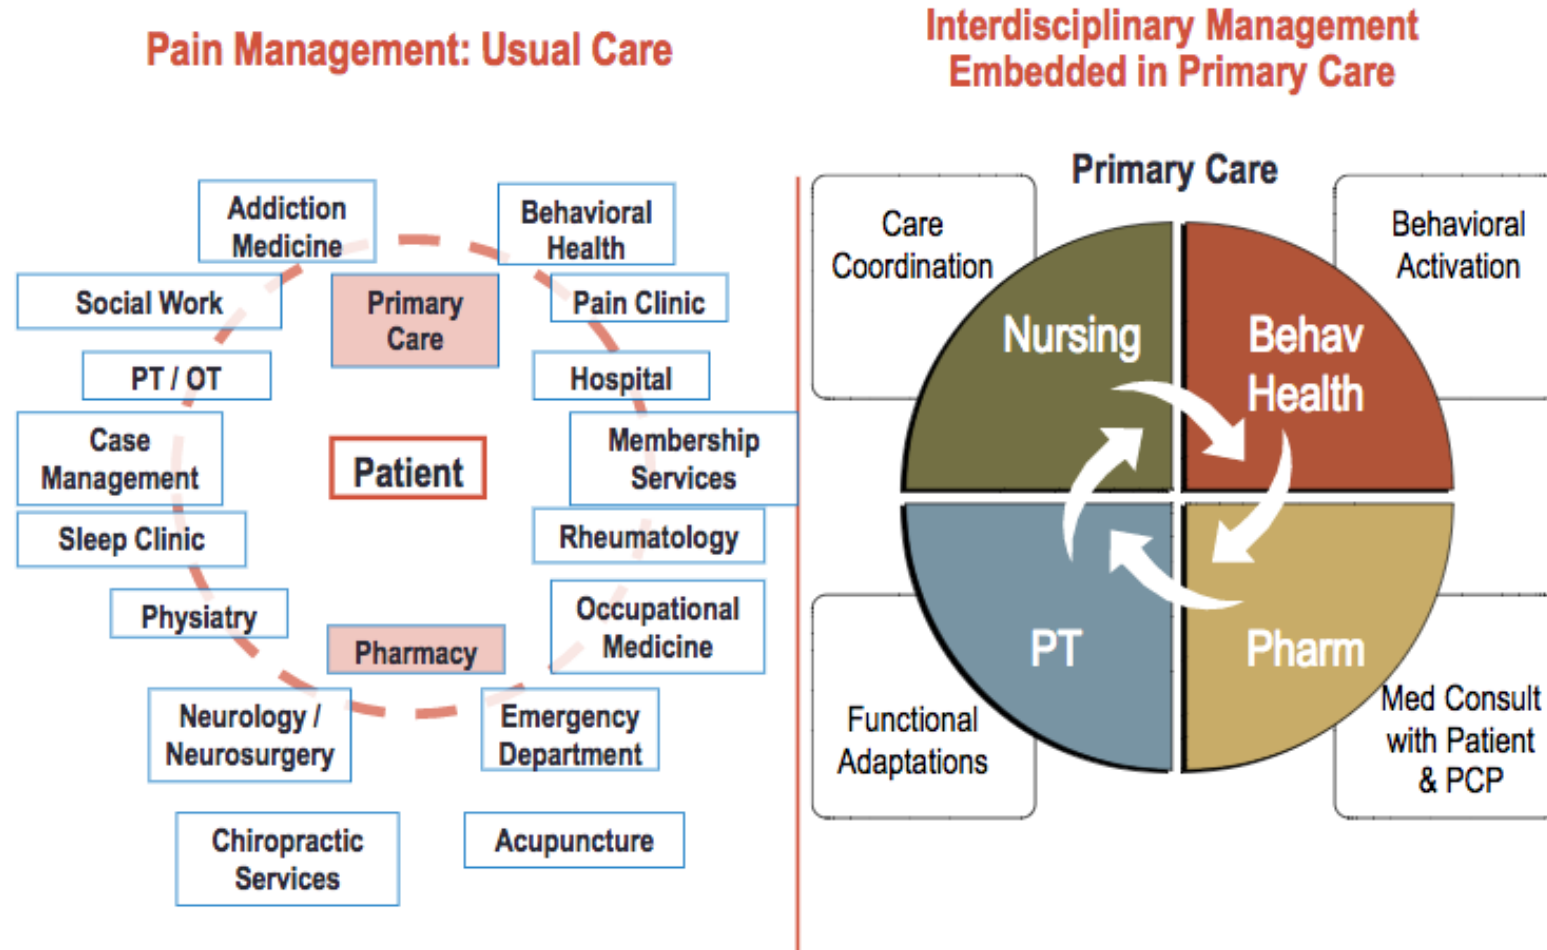 Pain Management: Usual Care
Addiction
Medicine
Behavioral
Health
Social Work
Primary
Care
Pain Clinic
PT / OT
Hospital
Case
Management
Patient
Membership
Services
Sleep Clinic
Rheumatology
Physiatry
Pharmacy
Occupational
Medicine
Neurology /
Neurosurgery
Emergency
Department
Chiropractic
Services
Acupuncture
Interdisciplinary Management
Embedded in Primary Care
Primary Care
Care
Coordination
Behavioral
Activation
Nursing
Behav
Health
PT
Pharm
Functional
Adaptations
Med Consult
with Patient
& PCP